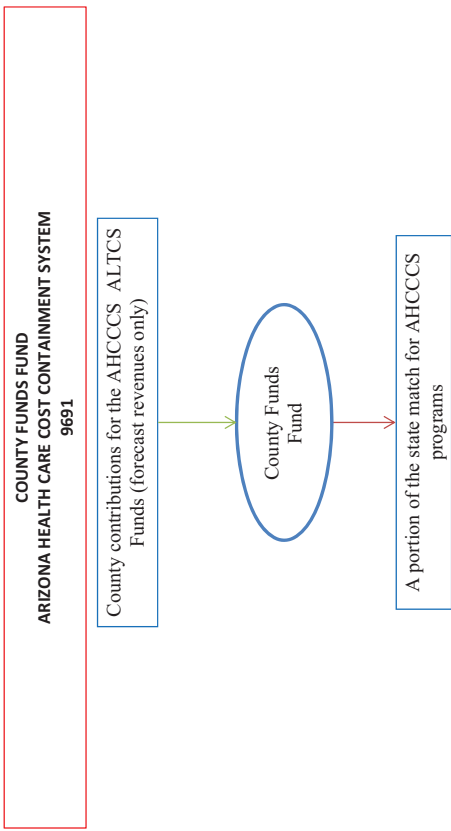 COUNTY FUNDS FUND
ARIZONA HEALTH CARE COST CONTAINMENT SYSTEM
9691
County contributions for the AHCCCS ALTCS
Funds (forecast revenues only)
County Funds
Fund
A portion of the state match for AHCCCS
programs